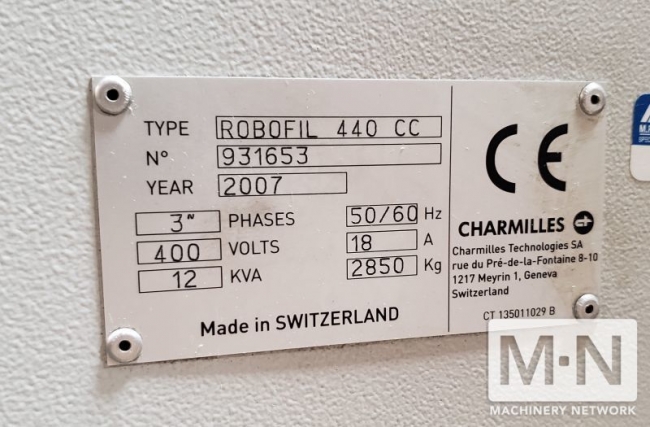 TYPE ROBOFIL 440 CC
N° 931653
YEAR 2007
3~ PHASES 50/60 Hz
400 VOLTS 18 A
12 KVA 2850 Kg
Made in SWITZERLAND
CE
CHARMILLES
Charmilles Technologies SA
rue du Pré-de-la-Fontaine 8-10
1217 Meyrin 1, Geneva
Switzerland
CT 135011029 B
M·N
MACHINERY NETWORK